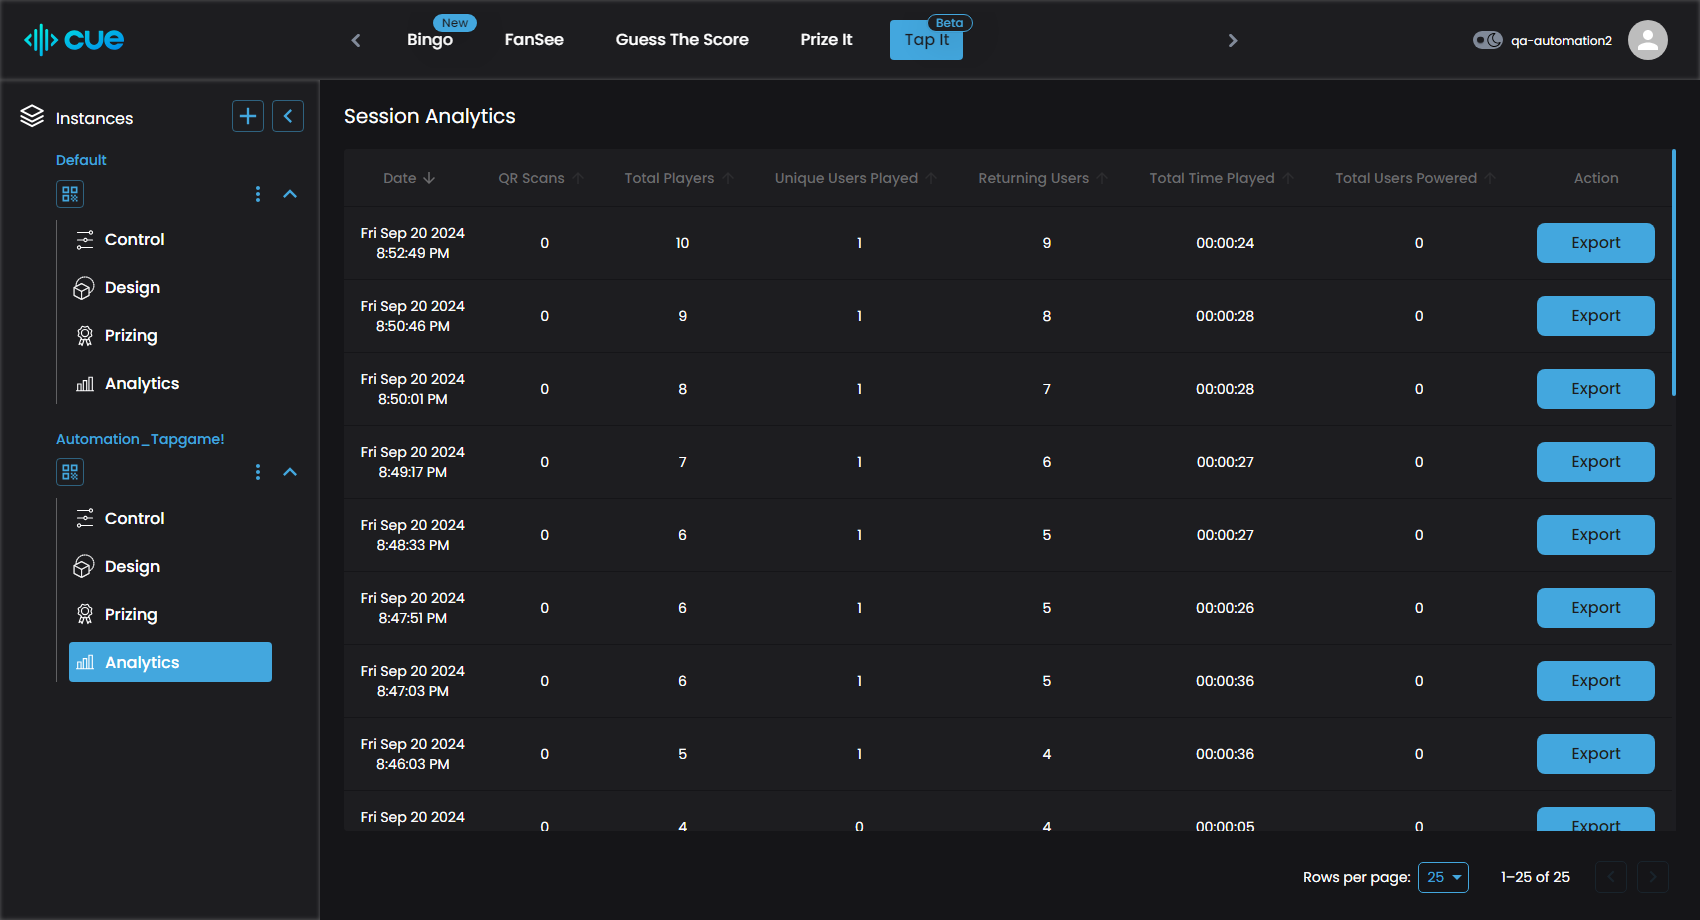 cue
New
Bingo
FanSee
Guess The Score
Prize It
Beta
Tap It
qa-automation2
Instances
Default
Control
Design
Prizing
Analytics
Automation_Tapgame!
Control
Design
Prizing
Analytics
Session Analytics
Date QR Scans Total Players Unique Users Played Returning Users Total Time Played Total Users Powered Action
Fri Sep 20 2024
8:52:49 PM
0 10 1 9 00:00:24 0 Export
Fri Sep 20 2024
8:50:46 PM
0 9 1 8 00:00:28 0 Export
Fri Sep 20 2024
8:50:01 PM
0 8 1 7 00:00:28 0 Export
Fri Sep 20 2024
8:49:17 PM
0 7 1 6 00:00:27 0 Export
Fri Sep 20 2024
8:48:33 PM
0 6 1 5 00:00:27 0 Export
Fri Sep 20 2024
8:47:51 PM
0 6 1 5 00:00:26 0 Export
Fri Sep 20 2024
8:47:03 PM
0 6 1 5 00:00:36 0 Export
Fri Sep 20 2024
8:46:03 PM
0 5 1 4 00:00:36 0 Export
Fri Sep 20 2024
0 4 0 4 00:00:05 0 Export
Rows per page: 25 1–25 of 25